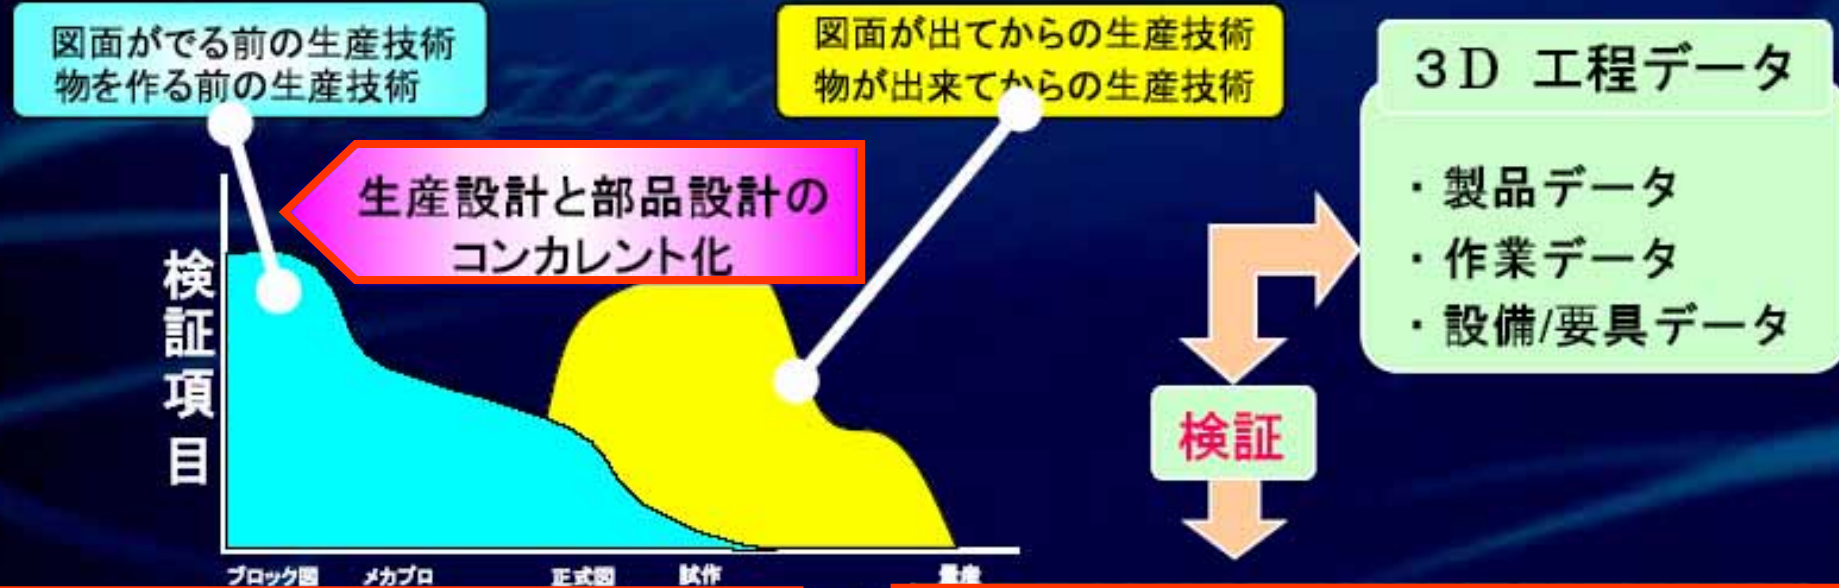 図面がでる前の生産技術
物を作る前の生産技術
図面が出てからの生産技術
物が出来てからの生産技術
3D 工程データ
・製品データ
・作業データ
・設備/要具データ
生産設計と部品設計の
コンカレント化
検証項目
検証
ブロック図 メカプロ 正式図 試作 量産